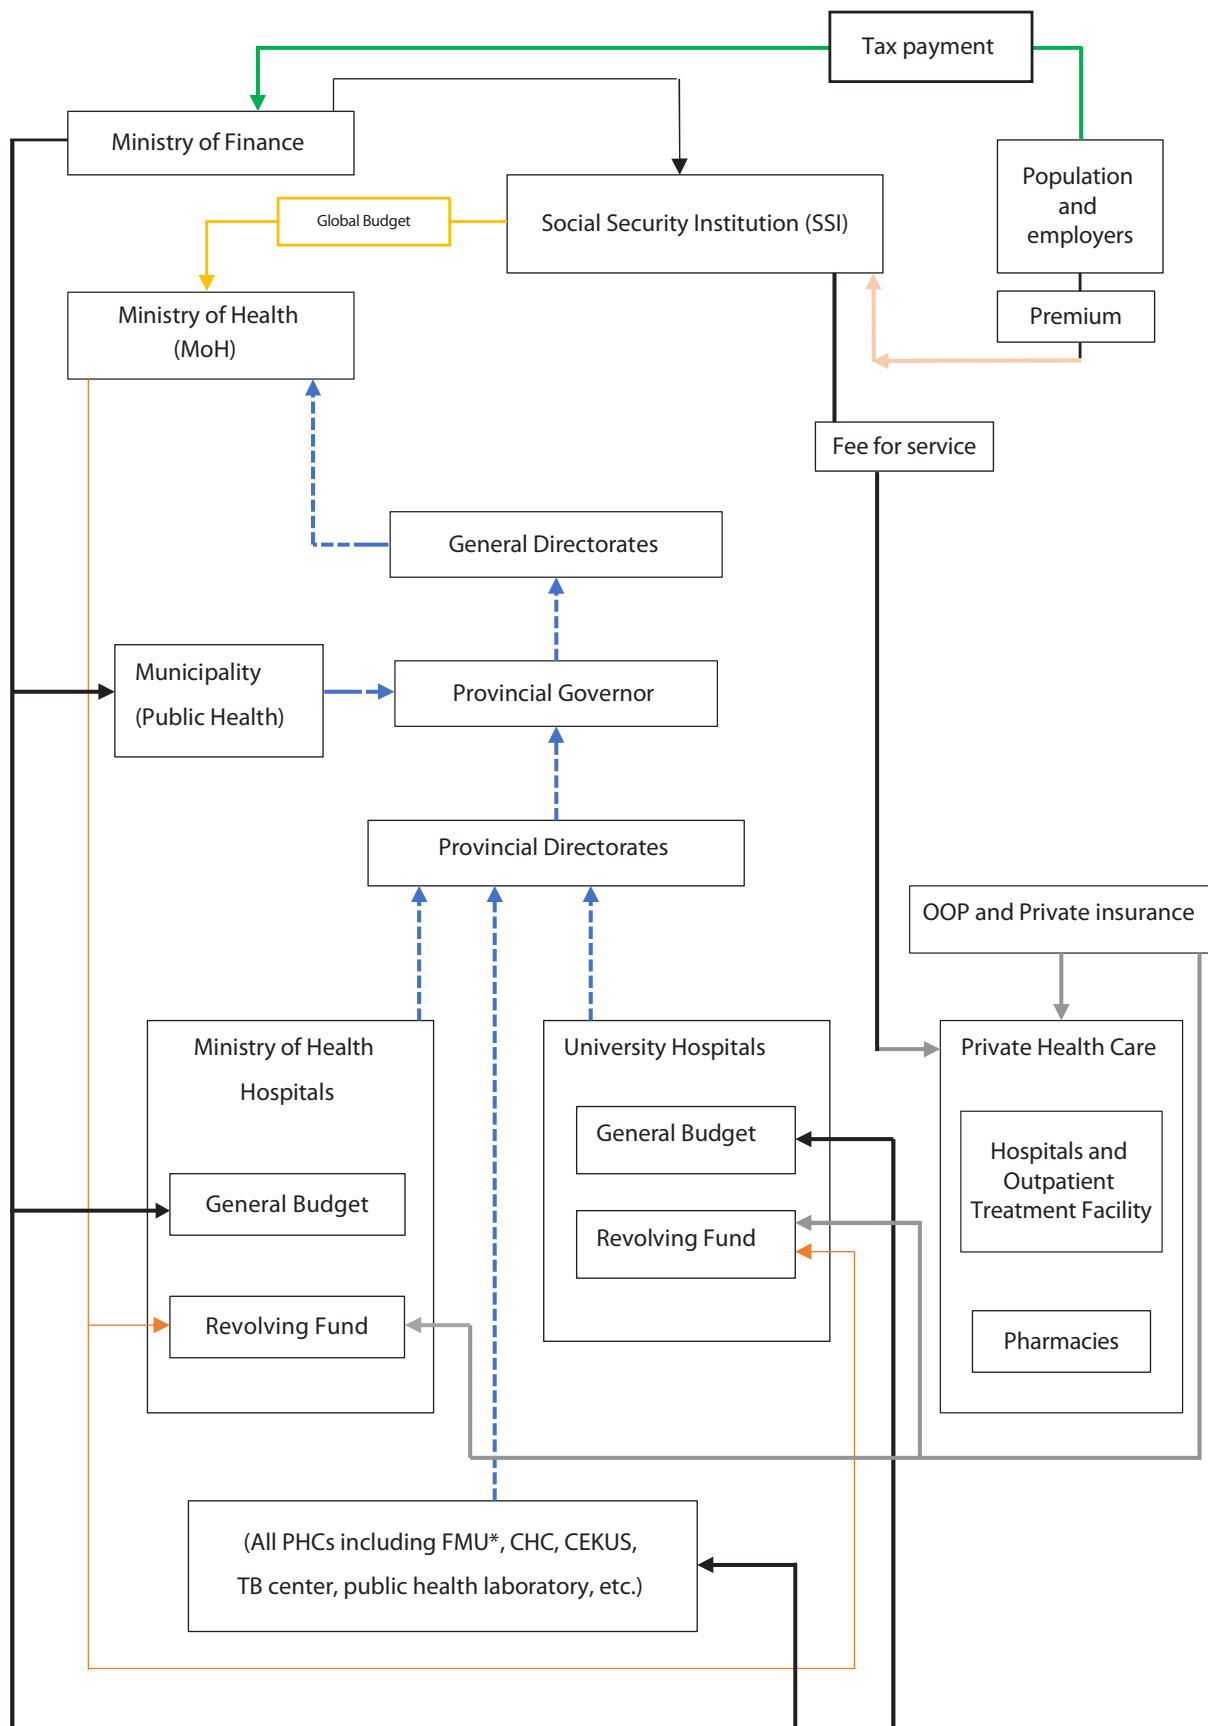 Tax payment
Ministry of Finance
Population
and
employers
Social Security Institution (SSI)
Global Budget
Ministry of Health
(MoH)
Premium
Fee for service
General Directorates
Municipality
(Public Health)
Provincial Governor
Provincial Directorates
OOP and Private insurance
Ministry of Health
Hospitals
General Budget
Revolving Fund
University Hospitals
General Budget
Revolving Fund
Private Health Care
Hospitals and
Outpatient
Treatment Facility
Pharmacies
(All PHCs including FMU*, CHC, CEKUS,
TB center, public health laboratory, etc.)